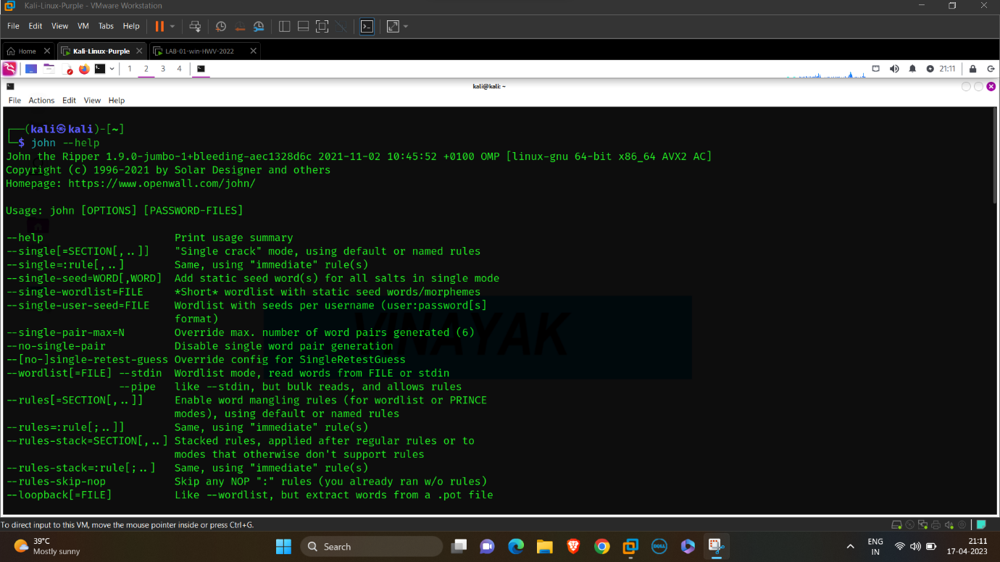 Kali-Linux-Purple - VMware Workstation
File Edit View VM Tabs Help
Home Kali-Linux-Purple LAB-01-win-HWV-2022
1 2 3 4 21:11
kali@kali: ~
File Actions Edit View Help
┌──(kali㉿kali)-[~]
└─$ john --help
John the Ripper 1.9.0-jumbo-1+bleeding-aec1328d6c 2021-11-02 10:45:52 +0100 OMP [linux-gnu 64-bit x86_64 AVX2 AC]
Copyright (c) 1996-2021 by Solar Designer and others
Homepage: https://www.openwall.com/john/
Usage: john [OPTIONS] [PASSWORD-FILES]
--help Print usage summary
--single[=SECTION[,..]] "Single crack" mode, using default or named rules
--single=:rule[,..] Same, using "immediate" rule(s)
--single-seed=WORD[,WORD] Add static seed word(s) for all salts in single mode
--single-wordlist=FILE *Short* wordlist with static seed words/morphemes
--single-user-seed=FILE Wordlist with seeds per username (user:password[s]
format)
--single-pair-max=N Override max. number of word pairs generated (6)
--no-single-pair Disable single word pair generation
--[no-]single-retest-guess Override config for SingleRetestGuess
--wordlist[=FILE] --stdin Wordlist mode, read words from FILE or stdin
--pipe like --stdin, but bulk reads, and allows rules
--rules[=SECTION[,..]] Enable word mangling rules (for wordlist or PRINCE
modes), using default or named rules
--rules=:rule[;..]] Same, using "immediate" rule(s)
--rules-stack=SECTION[,..] Stacked rules, applied after regular rules or to
modes that otherwise don't support rules
--rules-stack=:rule[;..] Same, using "immediate" rule(s)
--rules-skip-nop Skip any NOP ":" rules (you already ran w/o rules)
--loopback[=FILE] Like --wordlist, but extract words from a .pot file
VINAYAK
To direct input to this VM, move the mouse pointer inside or press Ctrl+G.
39°C
Mostly sunny
Search
DELL
ENG
IN
21:11
17-04-2023